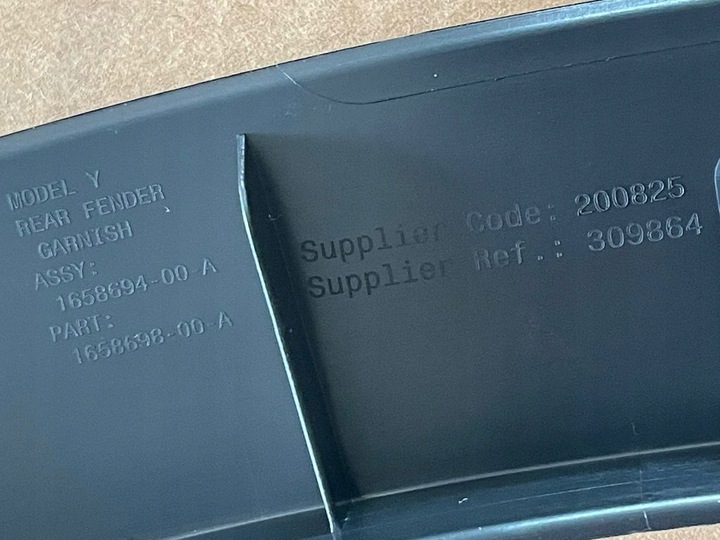 MODEL Y
REAR FENDER
GARNISH
ASSY:
1658694-00-A
PART:
1658698-00-A
Supplier Code: 200825
Supplier Ref.: 309864